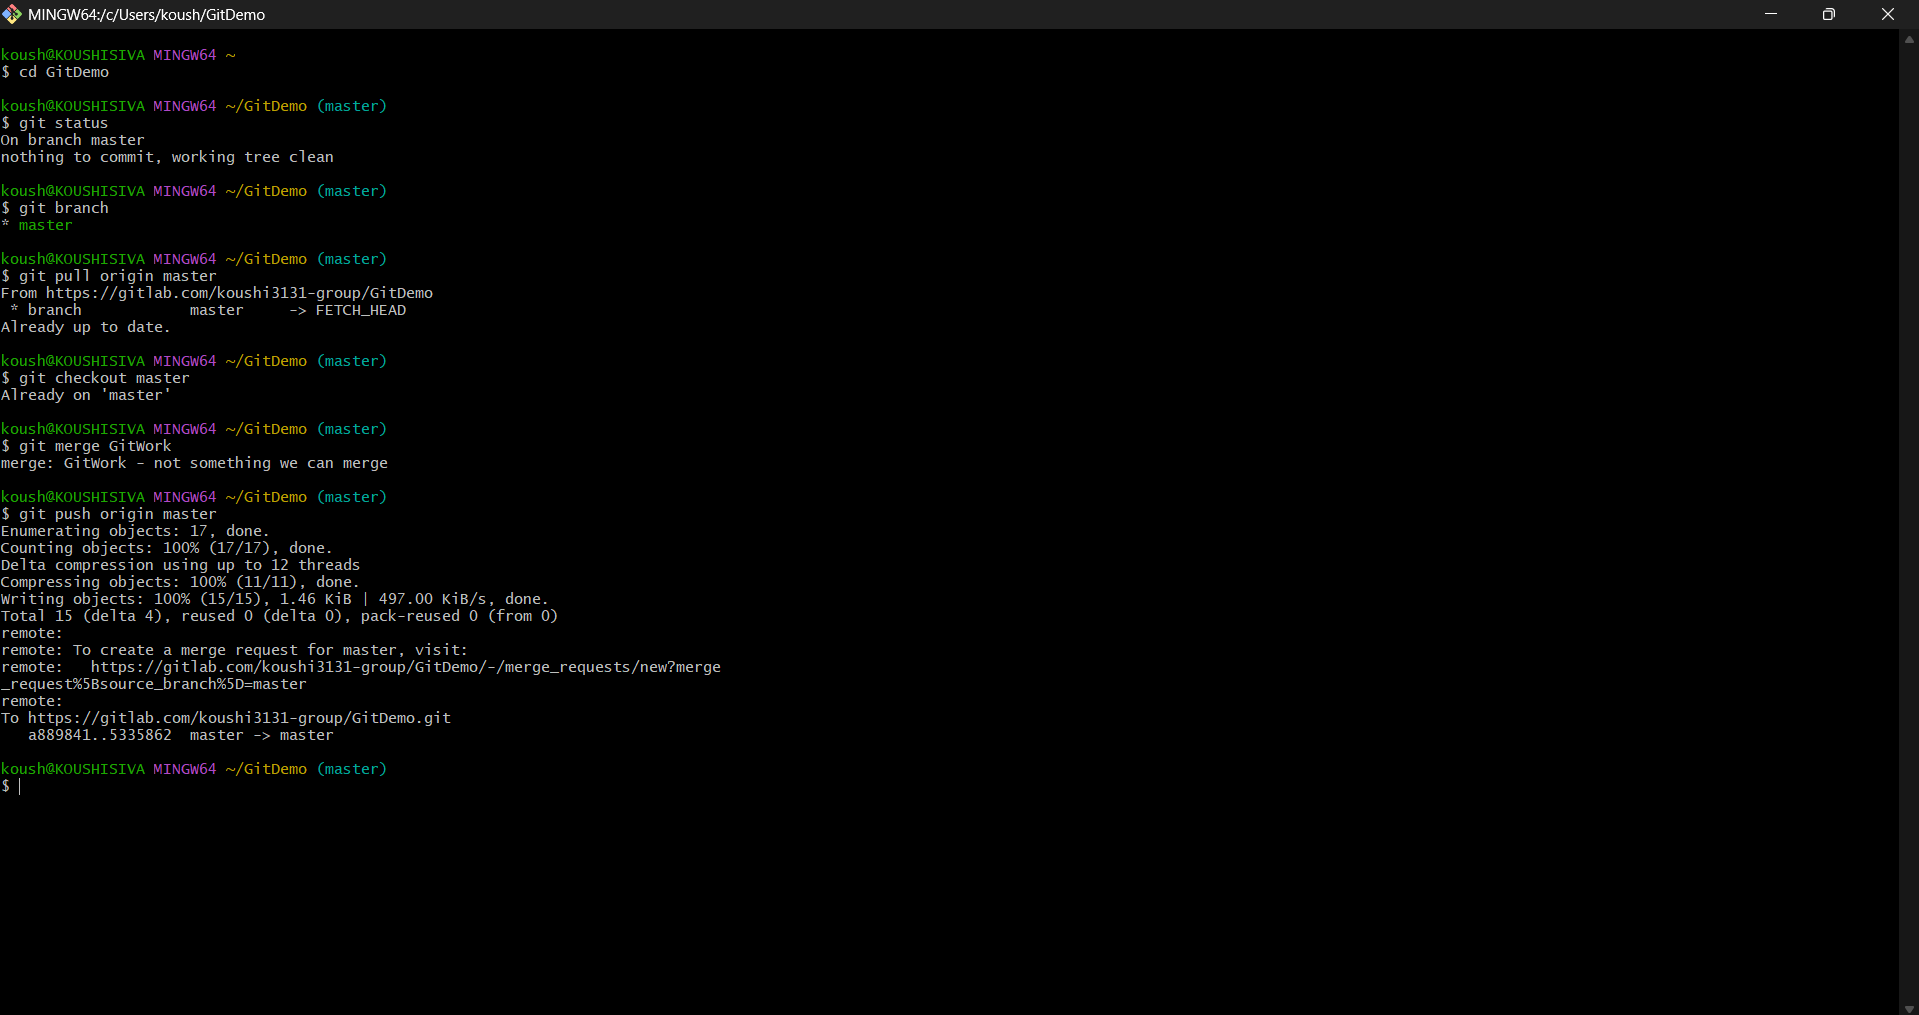 MINGW64:/c/Users/koush/GitDemo
koush@KOUSHISIVA MINGW64 ~
$ cd GitDemo
koush@KOUSHISIVA MINGW64 ~/GitDemo (master)
$ git status
On branch master
nothing to commit, working tree clean
koush@KOUSHISIVA MINGW64 ~/GitDemo (master)
$ git branch
* master
koush@KOUSHISIVA MINGW64 ~/GitDemo (master)
$ git pull origin master
From https://gitlab.com/koushi3131-group/GitDemo
 * branch            master     -> FETCH_HEAD
Already up to date.
koush@KOUSHISIVA MINGW64 ~/GitDemo (master)
$ git checkout master
Already on 'master'
koush@KOUSHISIVA MINGW64 ~/GitDemo (master)
$ git merge GitWork
merge: GitWork - not something we can merge
koush@KOUSHISIVA MINGW64 ~/GitDemo (master)
$ git push origin master
Enumerating objects: 17, done.
Counting objects: 100% (17/17), done.
Delta compression using up to 12 threads
Compressing objects: 100% (11/11), done.
Writing objects: 100% (15/15), 1.46 KiB | 497.00 KiB/s, done.
Total 15 (delta 4), reused 0 (delta 0), pack-reused 0 (from 0)
remote:
remote: To create a merge request for master, visit:
remote:   https://gitlab.com/koushi3131-group/GitDemo/-/merge_requests/new?merge
_request%5Bsource_branch%5D=master
remote:
To https://gitlab.com/koushi3131-group/GitDemo.git
   a889841..5335862  master -> master
koush@KOUSHISIVA MINGW64 ~/GitDemo (master)
$